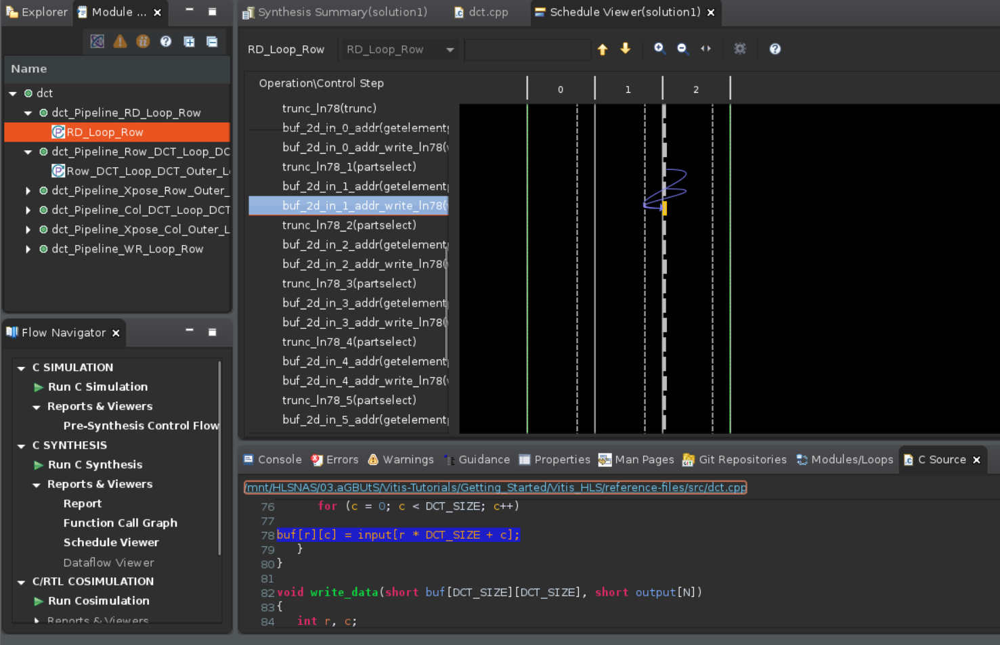 Explorer
Module ...
Name
dct
dct_Pipeline_RD_Loop_Row
RD_Loop_Row
dct_Pipeline_Row_DCT_Loop_DC
Row_DCT_Loop_DCT_Outer_L
dct_Pipeline_Xpose_Row_Outer_
dct_Pipeline_Col_DCT_Loop_DCT
dct_Pipeline_Xpose_Col_Outer_L
dct_Pipeline_WR_Loop_Row
Flow Navigator
C SIMULATION
Run C Simulation
Reports & Viewers
Pre-Synthesis Control Flow
C SYNTHESIS
Run C Synthesis
Reports & Viewers
Report
Function Call Graph
Schedule Viewer
Dataflow Viewer
C/RTL COSIMULATION
Run Cosimulation
Reports & Viewers
Synthesis Summary(solution1)
dct.cpp
Schedule Viewer(solution1)
RD_Loop_Row
RD_Loop_Row
Operation\Control Step
0 1 2
trunc_ln78(trunc)
buf_2d_in_0_addr(getelement
buf_2d_in_0_addr_write_ln78(
trunc_ln78_1(partselect)
buf_2d_in_1_addr(getelement
buf_2d_in_1_addr_write_ln78(
trunc_ln78_2(partselect)
buf_2d_in_2_addr(getelement
buf_2d_in_2_addr_write_ln78(
trunc_ln78_3(partselect)
buf_2d_in_3_addr(getelement
buf_2d_in_3_addr_write_ln78(
trunc_ln78_4(partselect)
buf_2d_in_4_addr(getelement
buf_2d_in_4_addr_write_ln78(
trunc_ln78_5(partselect)
buf_2d_in_5_addr(getelement
Console
Errors
Warnings
Guidance
Properties
Man Pages
Git Repositories
Modules/Loops
C Source
/mnt/HLSNAS/03.aGBUtS/Vitis-Tutorials/Getting_Started/Vitis_HLS/reference-files/src/dct.cpp
76 for (c = 0; c < DCT_SIZE; c++)
77
78 buf[r][c] = input[r * DCT_SIZE + c];
79 }
80 }
81
82 void write_data(short buf[DCT_SIZE][DCT_SIZE], short output[N])
83 {
84 int r, c;